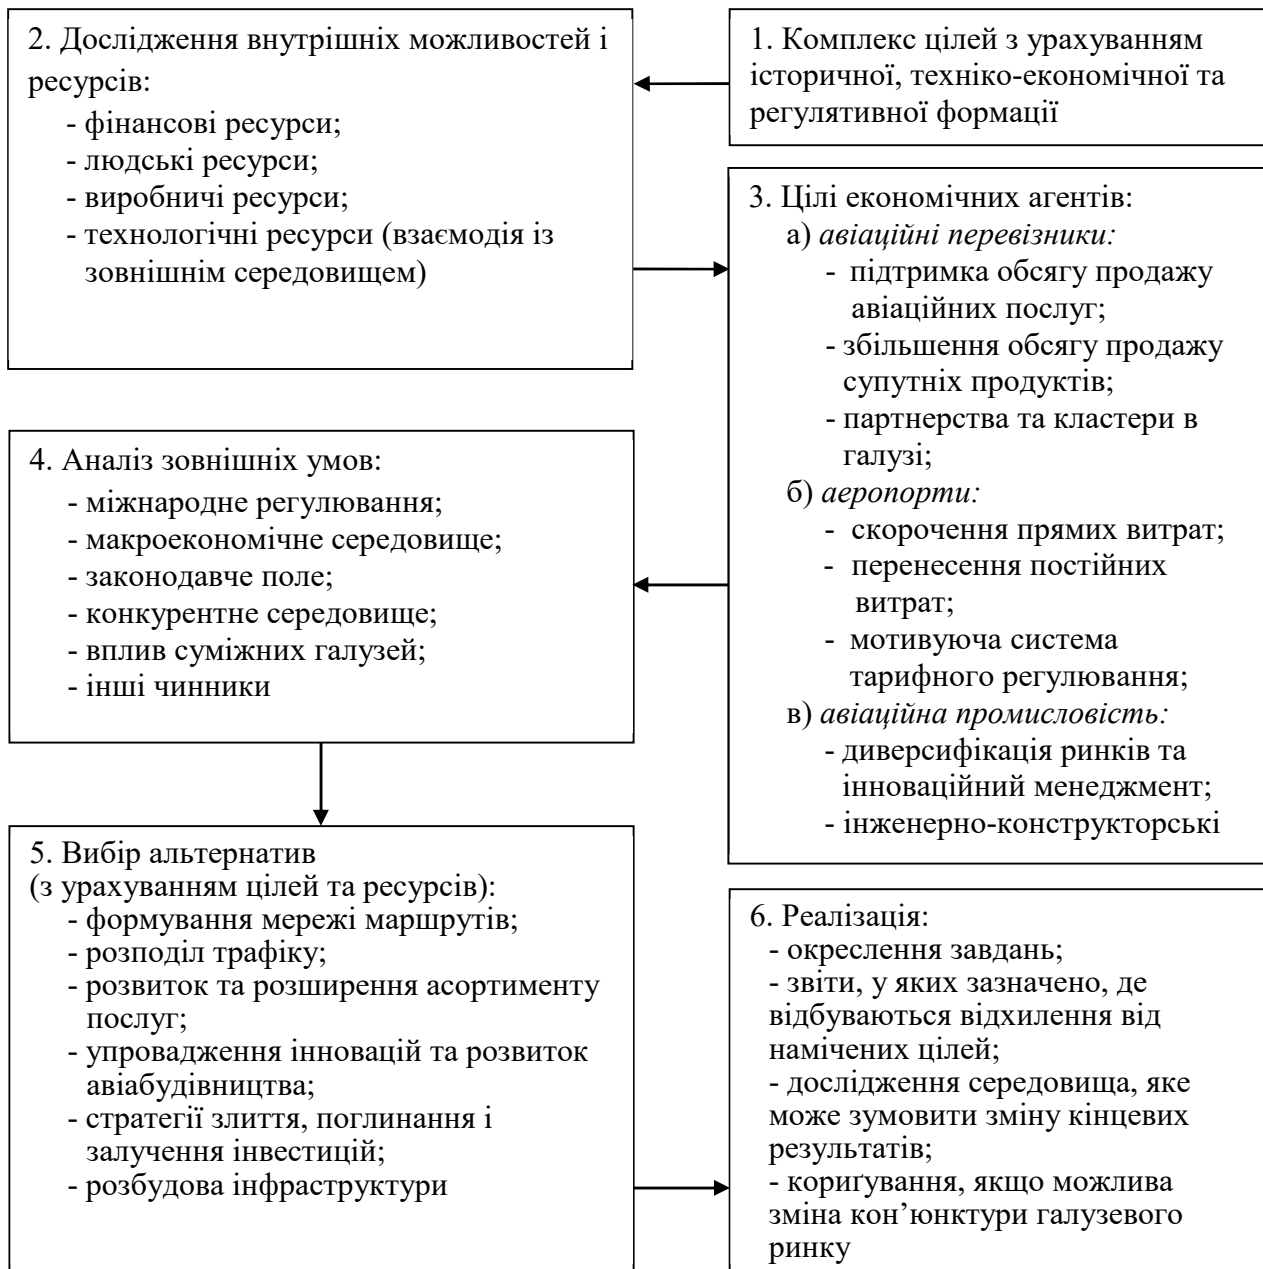 1. Комплекс цілей з урахуванням
історичної, техніко-економічної та
регулятивної формації
2. Дослідження внутрішніх можливостей і
ресурсів:
- фінансові ресурси;
- людські ресурси;
- виробничі ресурси;
- технологічні ресурси (взаємодія із
зовнішнім середовищем)
3. Цілі економічних агентів:
а) авіаційні перевізники:
- підтримка обсягу продажу
авіаційних послуг;
- збільшення обсягу продажу
супутніх продуктів;
- партнерства та кластери в
галузі;
б) аеропорти:
- скорочення прямих витрат;
- перенесення постійних
витрат;
- мотивуюча система
тарифного регулювання;
в) авіаційна промисловість:
- диверсифікація ринків та
інноваційний менеджмент;
- інженерно-конструкторські
4. Аналіз зовнішніх умов:
- міжнародне регулювання;
- макроекономічне середовище;
- законодавче поле;
- конкурентне середовище;
- вплив суміжних галузей;
- інші чинники
5. Вибір альтернатив
(з урахуванням цілей та ресурсів):
- формування мережі маршрутів;
- розподіл трафіку;
- розвиток та розширення асортименту
послуг;
- упровадження інновацій та розвиток
авіабудівництва;
- стратегії злиття, поглинання і
залучення інвестицій;
- розбудова інфраструктури
6. Реалізація:
- окреслення завдань;
- звіти, у яких зазначено, де
відбуваються відхилення від
намічених цілей;
- дослідження середовища, яке
може зумовити зміну кінцевих
результатів;
- кориґування, якщо можлива
зміна кон’юнктури галузевого
ринку